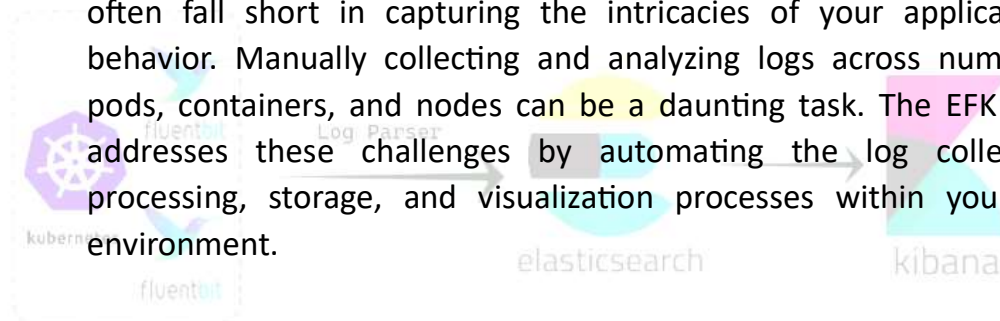 often fall short in capturing the intricacies of your applica
behavior. Manually collecting and analyzing logs across num
pods, containers, and nodes can be a daunting task. The EFK
fluentbit Log Parser
addresses these challenges by automating the log colle
processing, storage, and visualization processes within you
kubernetes
environment.
elasticsearch kibana
fluentbit